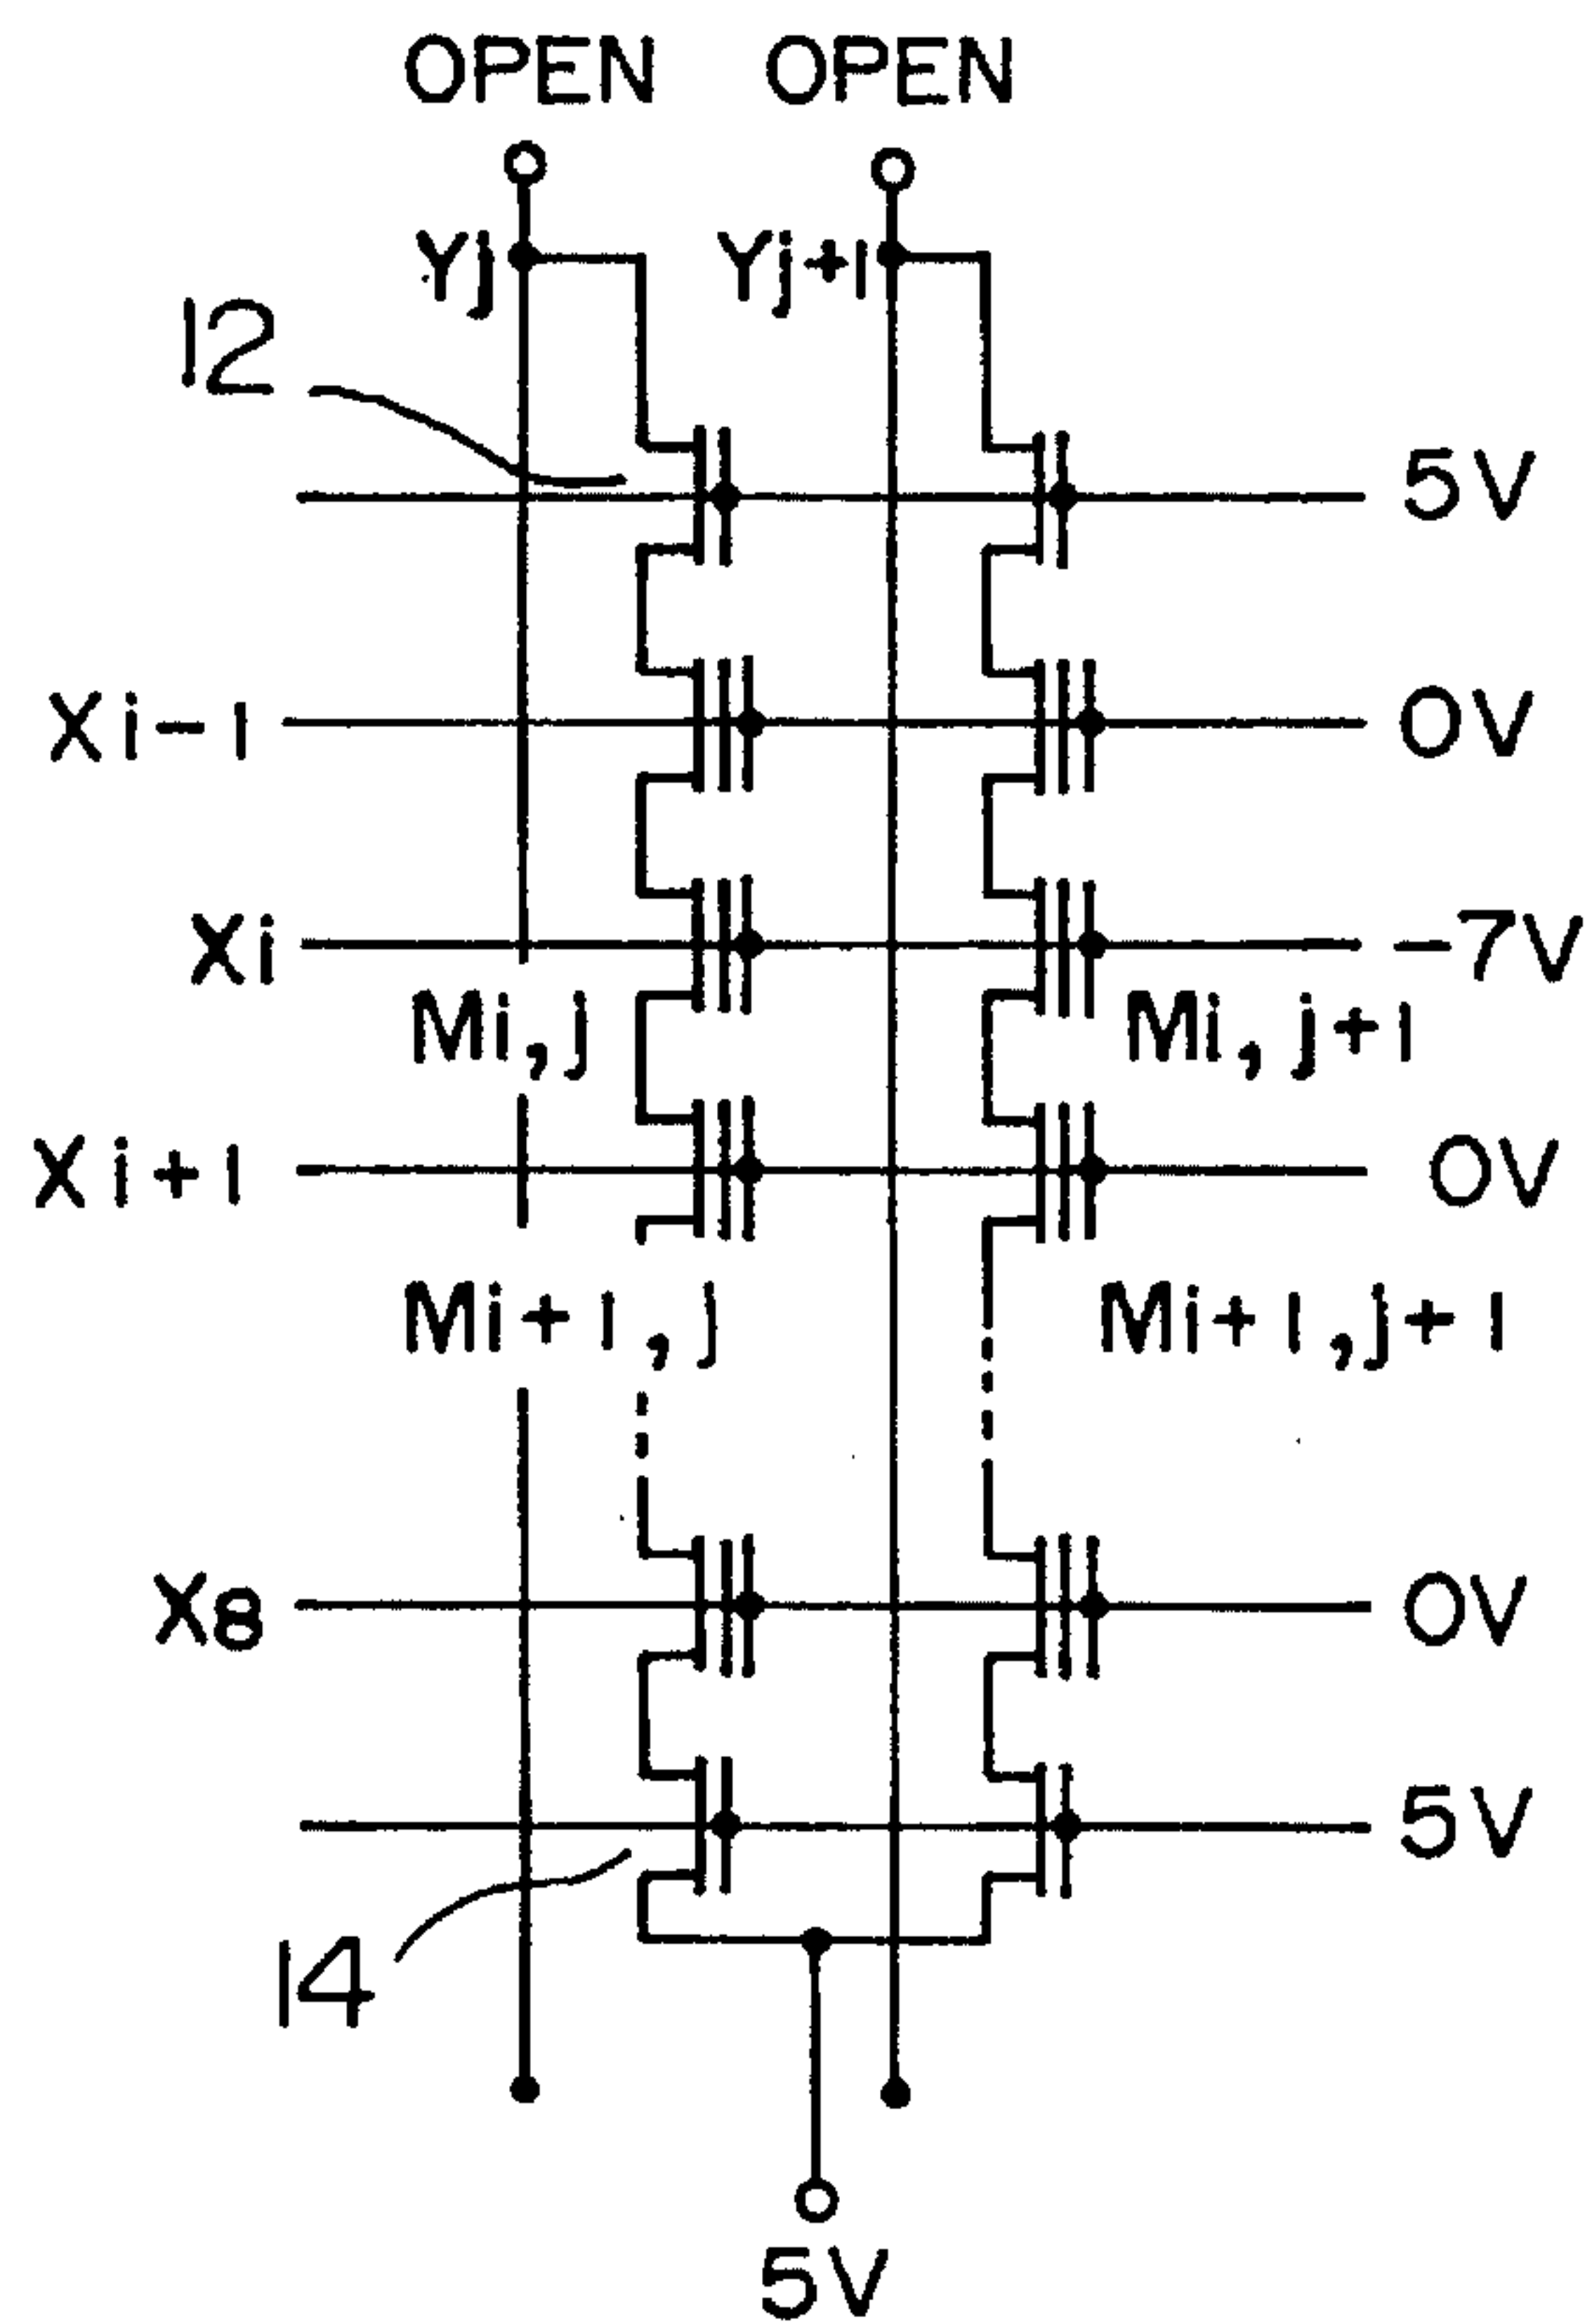 OPEN OPEN
Yj Yj+1
12
5V
Xi-1 0V
Xi -7V
Mi,j Mi,j+1
Xi+1 0V
Mi+1,j Mi+1,j+1
X8 0V
5V
14
5V